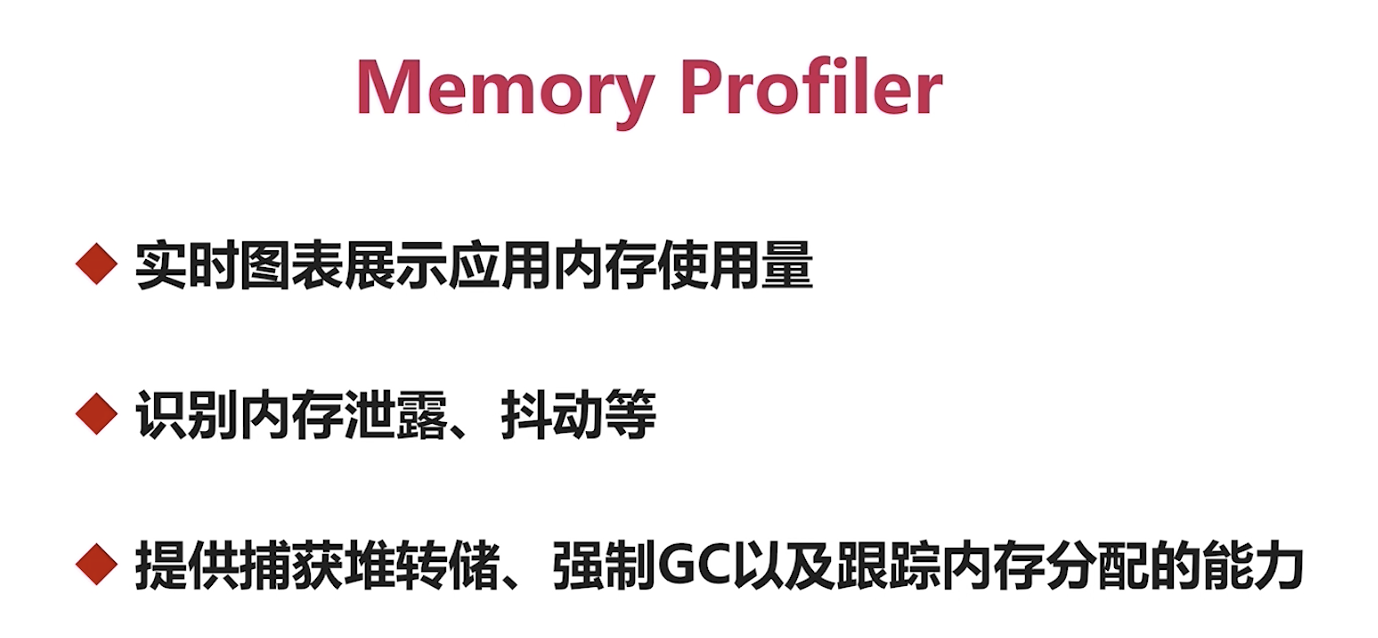 Memory Profiler
实时图表展示应用内存使用量
识别内存泄露、抖动等
提供捕获堆转储、强制GC以及跟踪内存分配的能力